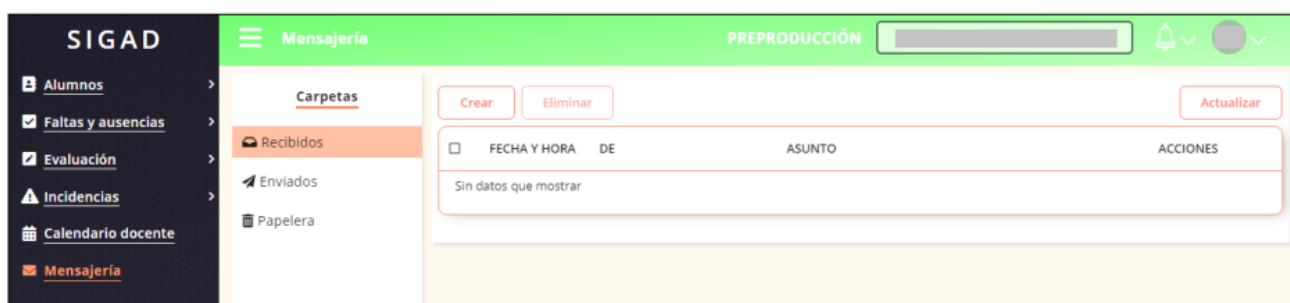 SIGAD
Alumnos
Faltas y ausencias
Evaluación
Incidencias
Calendario docente
Mensajería
Mensajería
PREPRODUCCIÓN
Carpetas
Recibidos
Enviados
Papelera
Crear
Eliminar
Actualizar
FECHA Y HORA DE ASUNTO ACCIONES
Sin datos que mostrar